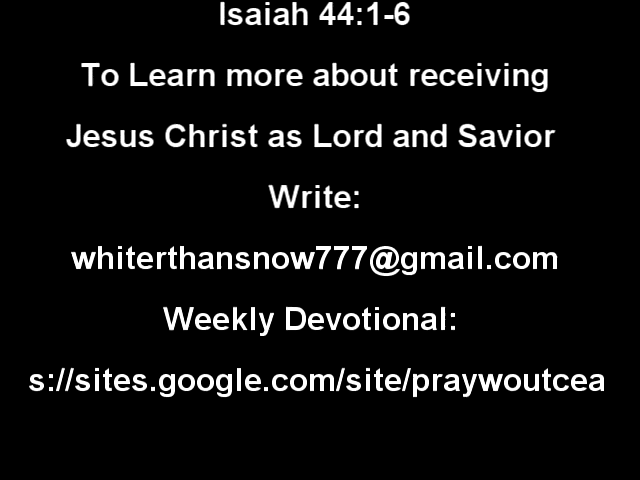 Isaiah 44:1-6
To Learn more about receiving
Jesus Christ as Lord and Savior
Write:
whiterthansnow777@gmail.com
Weekly Devotional:
s://sites.google.com/site/praywoutcea